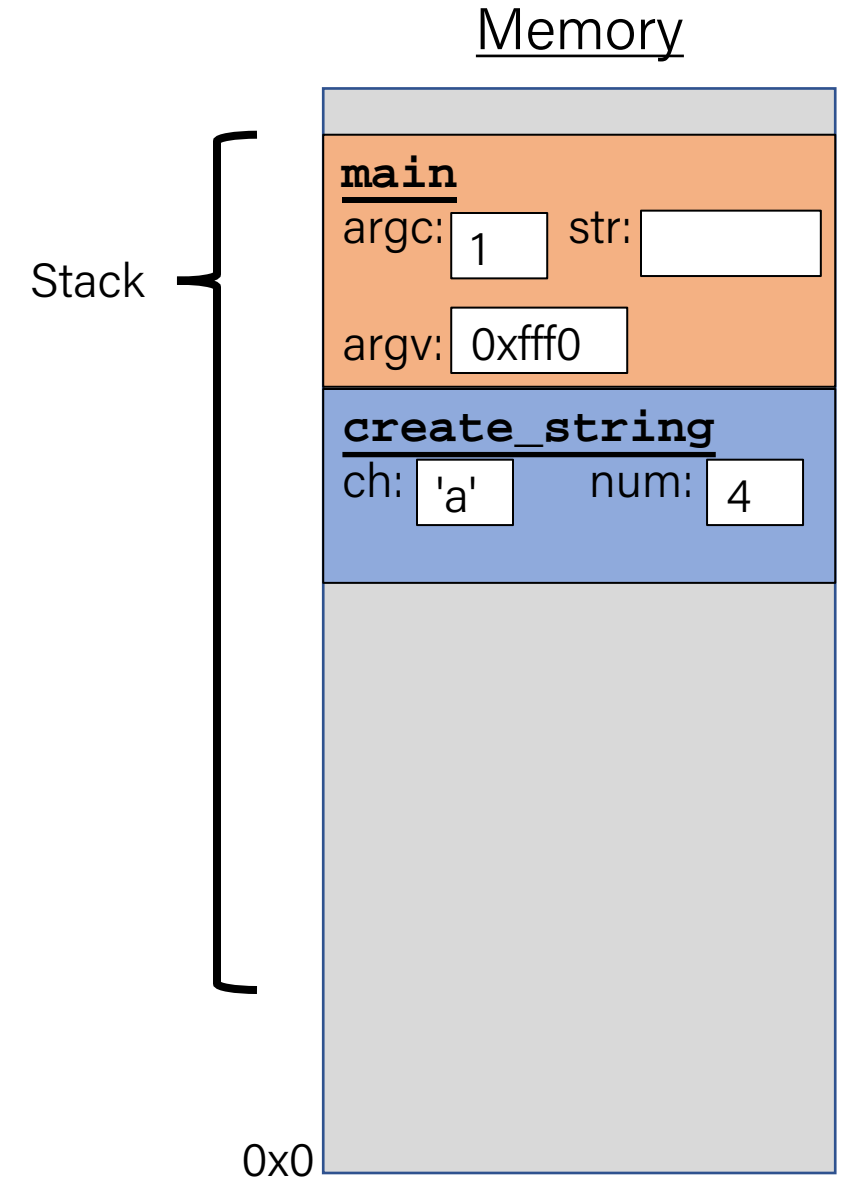 Memory
main
argc: 1 str:
Stack
argv: 0xfff0
create_string
ch: 'a' num: 4
0x0